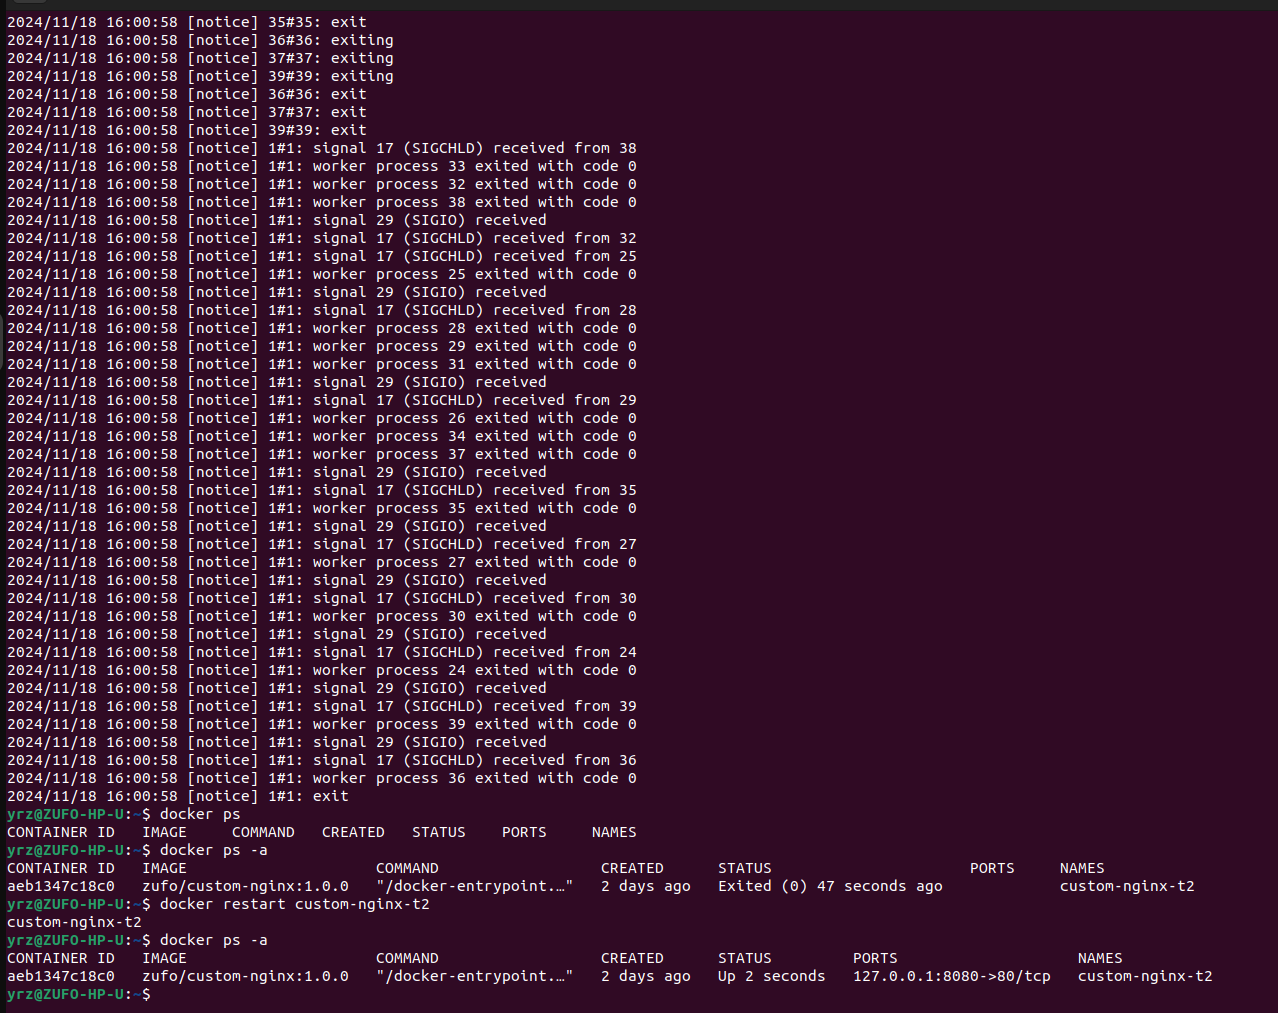 2024/11/18 16:00:58 [notice] 35#35: exit
2024/11/18 16:00:58 [notice] 36#36: exiting
2024/11/18 16:00:58 [notice] 37#37: exiting
2024/11/18 16:00:58 [notice] 39#39: exiting
2024/11/18 16:00:58 [notice] 36#36: exit
2024/11/18 16:00:58 [notice] 37#37: exit
2024/11/18 16:00:58 [notice] 39#39: exit
2024/11/18 16:00:58 [notice] 1#1: signal 17 (SIGCHLD) received from 38
2024/11/18 16:00:58 [notice] 1#1: worker process 33 exited with code 0
2024/11/18 16:00:58 [notice] 1#1: worker process 32 exited with code 0
2024/11/18 16:00:58 [notice] 1#1: worker process 38 exited with code 0
2024/11/18 16:00:58 [notice] 1#1: signal 29 (SIGIO) received
2024/11/18 16:00:58 [notice] 1#1: signal 17 (SIGCHLD) received from 32
2024/11/18 16:00:58 [notice] 1#1: signal 17 (SIGCHLD) received from 25
2024/11/18 16:00:58 [notice] 1#1: worker process 25 exited with code 0
2024/11/18 16:00:58 [notice] 1#1: signal 29 (SIGIO) received
2024/11/18 16:00:58 [notice] 1#1: signal 17 (SIGCHLD) received from 28
2024/11/18 16:00:58 [notice] 1#1: worker process 28 exited with code 0
2024/11/18 16:00:58 [notice] 1#1: worker process 29 exited with code 0
2024/11/18 16:00:58 [notice] 1#1: worker process 31 exited with code 0
2024/11/18 16:00:58 [notice] 1#1: signal 29 (SIGIO) received
2024/11/18 16:00:58 [notice] 1#1: signal 17 (SIGCHLD) received from 29
2024/11/18 16:00:58 [notice] 1#1: worker process 26 exited with code 0
2024/11/18 16:00:58 [notice] 1#1: worker process 34 exited with code 0
2024/11/18 16:00:58 [notice] 1#1: worker process 37 exited with code 0
2024/11/18 16:00:58 [notice] 1#1: signal 29 (SIGIO) received
2024/11/18 16:00:58 [notice] 1#1: signal 17 (SIGCHLD) received from 35
2024/11/18 16:00:58 [notice] 1#1: worker process 35 exited with code 0
2024/11/18 16:00:58 [notice] 1#1: signal 29 (SIGIO) received
2024/11/18 16:00:58 [notice] 1#1: signal 17 (SIGCHLD) received from 27
2024/11/18 16:00:58 [notice] 1#1: worker process 27 exited with code 0
2024/11/18 16:00:58 [notice] 1#1: signal 29 (SIGIO) received
2024/11/18 16:00:58 [notice] 1#1: signal 17 (SIGCHLD) received from 30
2024/11/18 16:00:58 [notice] 1#1: worker process 30 exited with code 0
2024/11/18 16:00:58 [notice] 1#1: signal 29 (SIGIO) received
2024/11/18 16:00:58 [notice] 1#1: signal 17 (SIGCHLD) received from 24
2024/11/18 16:00:58 [notice] 1#1: worker process 24 exited with code 0
2024/11/18 16:00:58 [notice] 1#1: signal 29 (SIGIO) received
2024/11/18 16:00:58 [notice] 1#1: signal 17 (SIGCHLD) received from 39
2024/11/18 16:00:58 [notice] 1#1: worker process 39 exited with code 0
2024/11/18 16:00:58 [notice] 1#1: signal 29 (SIGIO) received
2024/11/18 16:00:58 [notice] 1#1: signal 17 (SIGCHLD) received from 36
2024/11/18 16:00:58 [notice] 1#1: worker process 36 exited with code 0
2024/11/18 16:00:58 [notice] 1#1: exit
yrz@ZUFO-HP-U:~$ docker ps
CONTAINER ID   IMAGE     COMMAND   CREATED   STATUS    PORTS     NAMES
yrz@ZUFO-HP-U:~$ docker ps -a
CONTAINER ID   IMAGE                     COMMAND                  CREATED      STATUS                      PORTS     NAMES
aeb1347c18c0   zufo/custom-nginx:1.0.0   "/docker-entrypoint.…"   2 days ago   Exited (0) 47 seconds ago             custom-nginx-t2
yrz@ZUFO-HP-U:~$ docker restart custom-nginx-t2
custom-nginx-t2
yrz@ZUFO-HP-U:~$ docker ps -a
CONTAINER ID   IMAGE                     COMMAND                  CREATED      STATUS         PORTS                    NAMES
aeb1347c18c0   zufo/custom-nginx:1.0.0   "/docker-entrypoint.…"   2 days ago   Up 2 seconds   127.0.0.1:8080->80/tcp   custom-nginx-t2
yrz@ZUFO-HP-U:~$